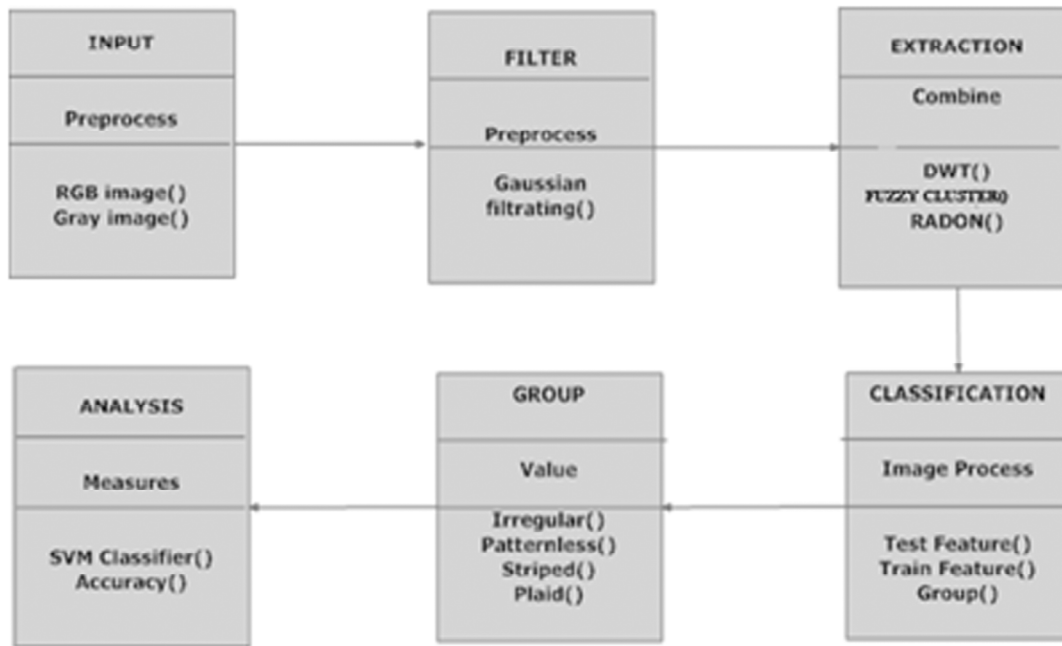 INPUT
Preprocess
RGB image()
Gray image()
FILTER
Preprocess
Gaussian
filtrating()
EXTRACTION
Combine
DWT()
FUZZY CLUSTER()
RADON()
CLASSIFICATION
Image Process
Test Feature()
Train Feature()
Group()
GROUP
Value
Irregular()
Patternless()
Striped()
Plaid()
ANALYSIS
Measures
SVM Classifier()
Accuracy()